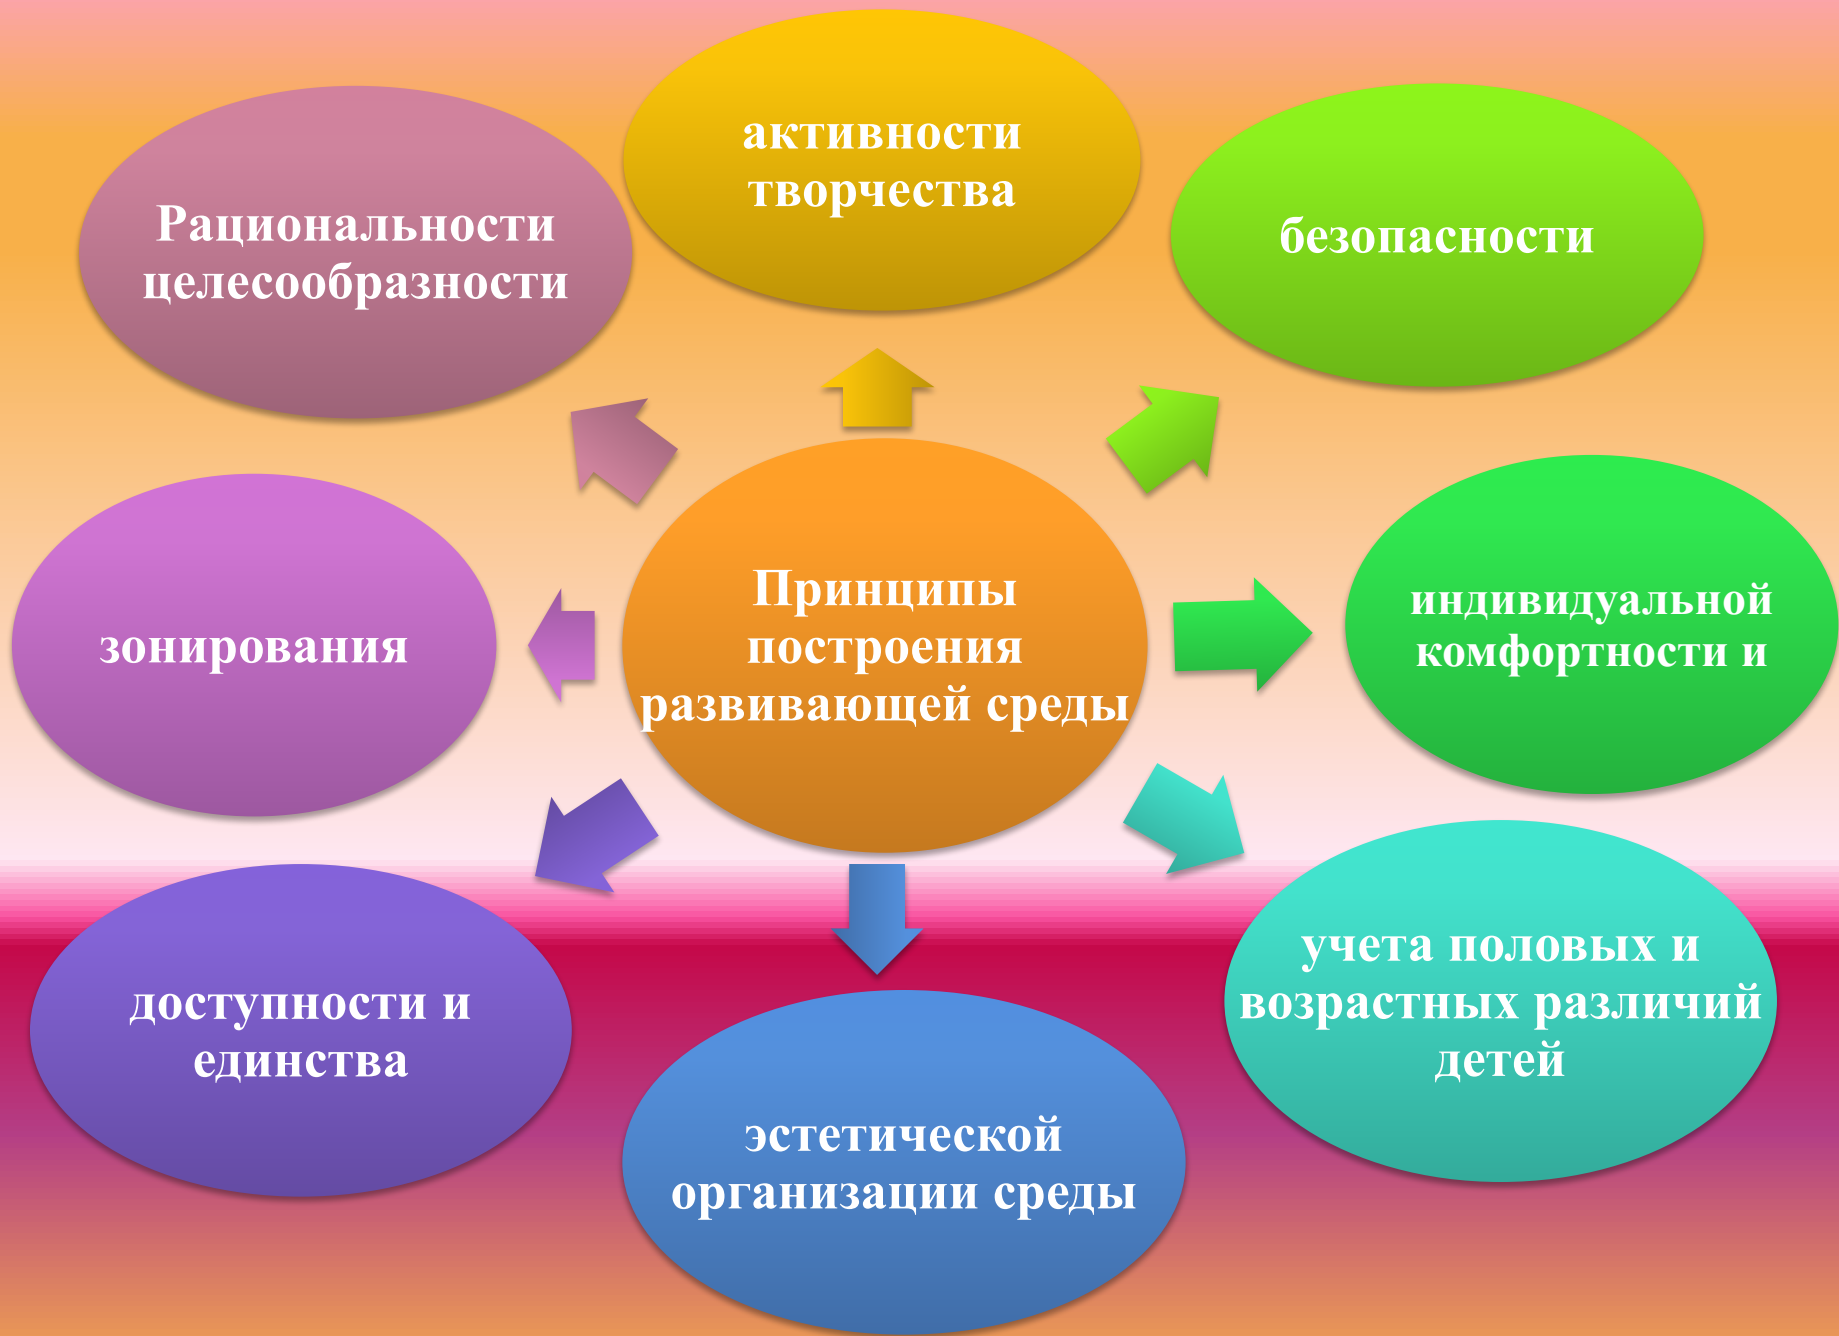 активности
творчества
Рациональности
целесообразности
безопасности
индивидуальной
комфортности и
зонирования
Принципы
построения
развивающей среды
учета половых и
возрастных различий
детей
доступности и
единства
эстетической
организации среды